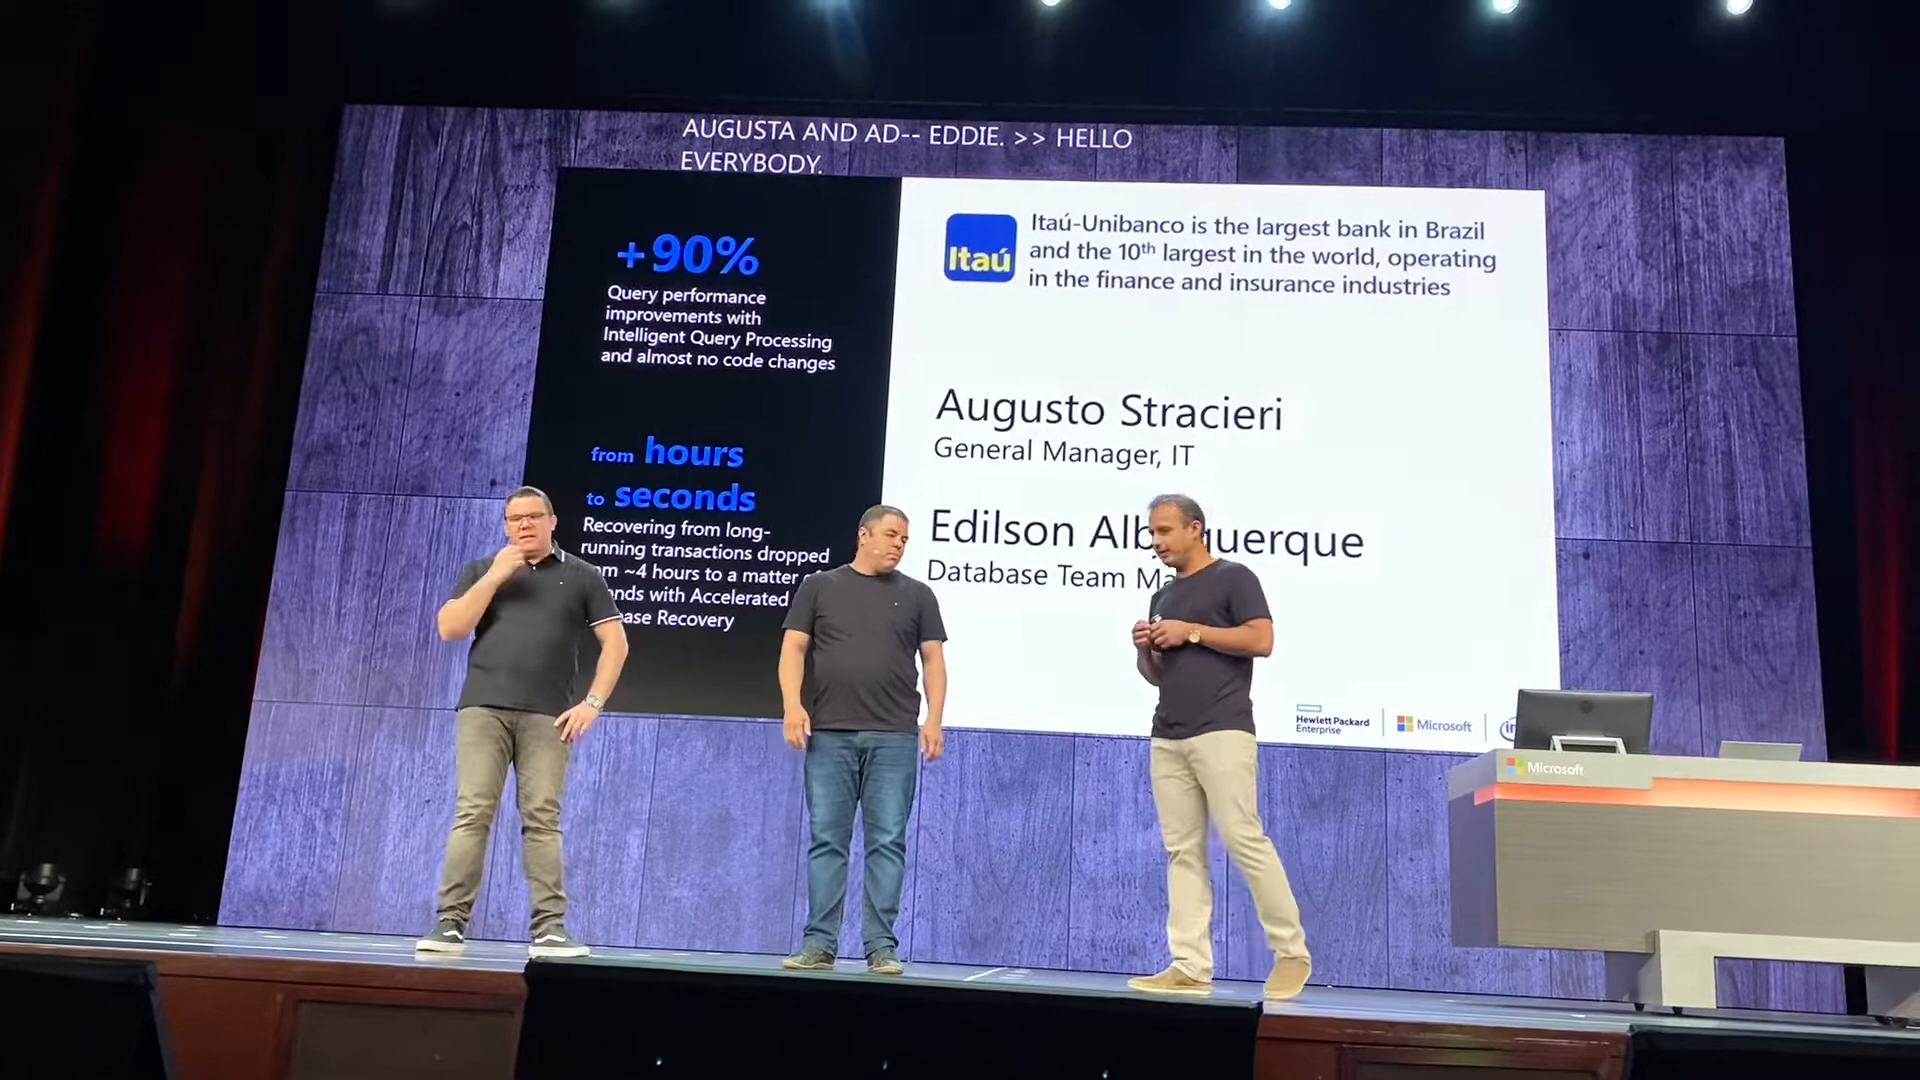 AUGUSTA AND AD-- EDDIE. >> HELLO
EVERYBODY.
+90%
Query performance
improvements with
Intelligent Query Processing
and almost no code changes
from hours
to seconds
Recovering from long-
running transactions dropped
~4 hours to a matter
with Accelerated
Recovery
Itaú
Itaú-Unibanco is the largest bank in Brazil
and the 10th largest in the world, operating
in the finance and insurance industries
Augusto Stracieri
General Manager, IT
Edilson
Database Team
Hewlett Packard
Enterprise
Microsoft
Microsoft